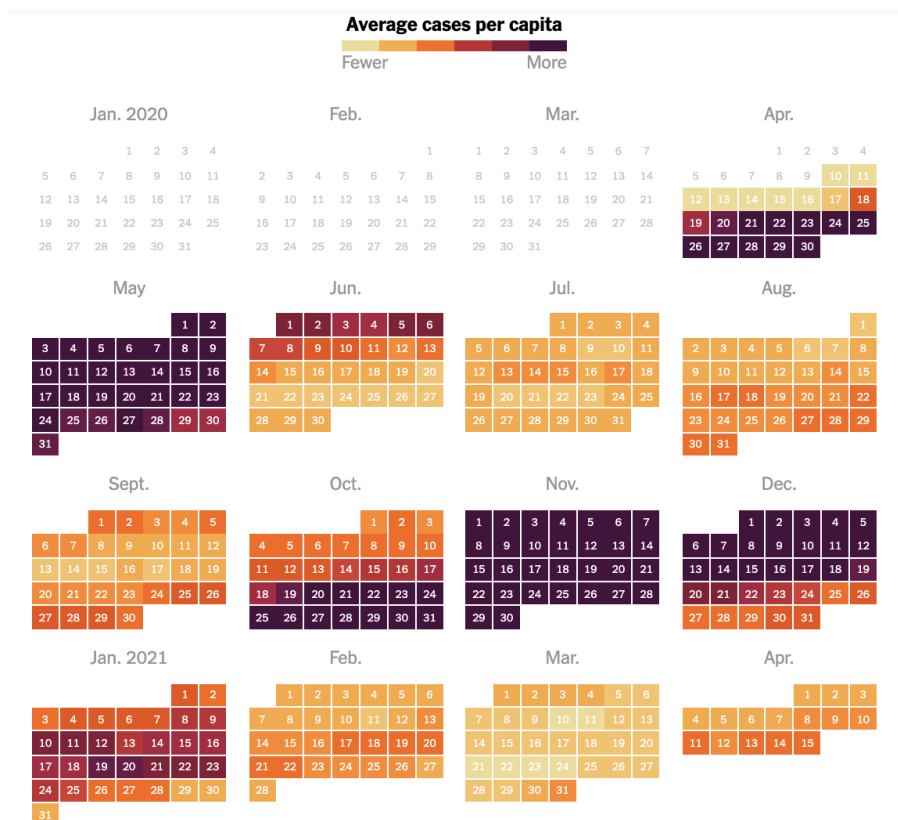 Average cases per capita
Fewer More
Jan. 2020 Feb. Mar. Apr.
1 2 3 4 1 1 2 3 4 5 6 7 1 2 3 4
5 6 7 8 9 10 11 2 3 4 5 6 7 8 8 9 10 11 12 13 14 5 6 7 8 9 10 11
12 13 14 15 16 17 18 9 10 11 12 13 14 15 15 16 17 18 19 20 21 12 13 14 15 16 17 18
19 20 21 22 23 24 25 16 17 18 19 20 21 22 22 23 24 25 26 27 28 19 20 21 22 23 24 25
26 27 28 29 30 31 23 24 25 26 27 28 29 29 30 31 26 27 28 29 30
May Jun. Jul. Aug.
1 2 1 2 3 4 5 6 1 2 3 4 1
3 4 5 6 7 8 9 7 8 9 10 11 12 13 5 6 7 8 9 10 11 2 3 4 5 6 7 8
10 11 12 13 14 15 16 14 15 16 17 18 19 20 12 13 14 15 16 17 18 9 10 11 12 13 14 15
17 18 19 20 21 22 23 21 22 23 24 25 26 27 19 20 21 22 23 24 25 16 17 18 19 20 21 22
24 25 26 27 28 29 30 28 29 30 26 27 28 29 30 31 23 24 25 26 27 28 29
31 30 31
Sept. Oct. Nov. Dec.
1 2 3 4 5 1 2 3 1 2 3 4 5 6 7 1 2 3 4 5
6 7 8 9 10 11 12 4 5 6 7 8 9 10 8 9 10 11 12 13 14 6 7 8 9 10 11 12
13 14 15 16 17 18 19 11 12 13 14 15 16 17 15 16 17 18 19 20 21 13 14 15 16 17 18 19
20 21 22 23 24 25 26 18 19 20 21 22 23 24 22 23 24 25 26 27 28 20 21 22 23 24 25 26
27 28 29 30 25 26 27 28 29 30 31 29 30 27 28 29 30 31
Jan. 2021 Feb. Mar. Apr.
1 2 1 2 3 4 5 6 1 2 3 4 5 6 1 2 3
3 4 5 6 7 8 9 7 8 9 10 11 12 13 7 8 9 10 11 12 13 4 5 6 7 8 9 10
10 11 12 13 14 15 16 14 15 16 17 18 19 20 14 15 16 17 18 19 20 11 12 13 14 15
17 18 19 20 21 22 23 21 22 23 24 25 26 27 21 22 23 24 25 26 27
24 25 26 27 28 29 30 28 28 29 30 31
31